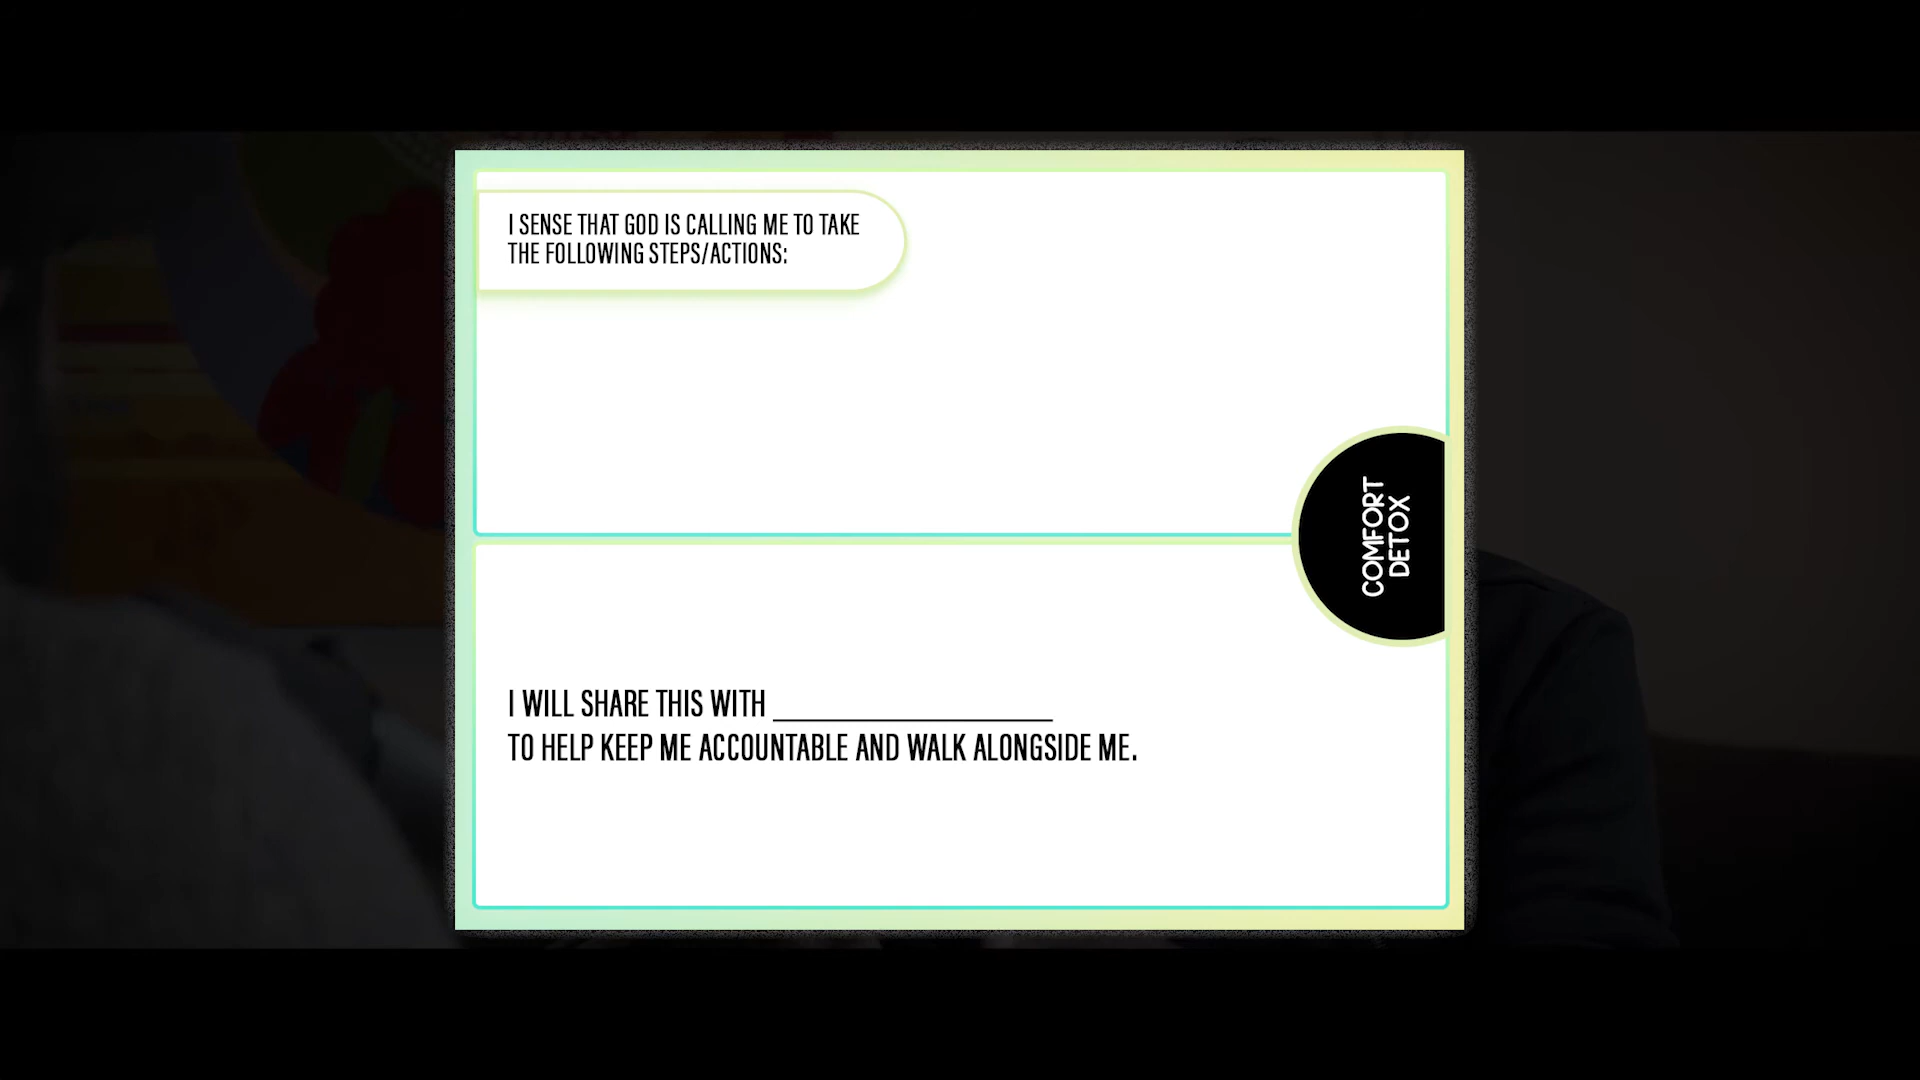 I SENSE THAT GOD IS CALLING ME TO TAKE
THE FOLLOWING STEPS/ACTIONS:
COMFORT
DETOX
I WILL SHARE THIS WITH ____________________
TO HELP KEEP ME ACCOUNTABLE AND WALK ALONGSIDE ME.